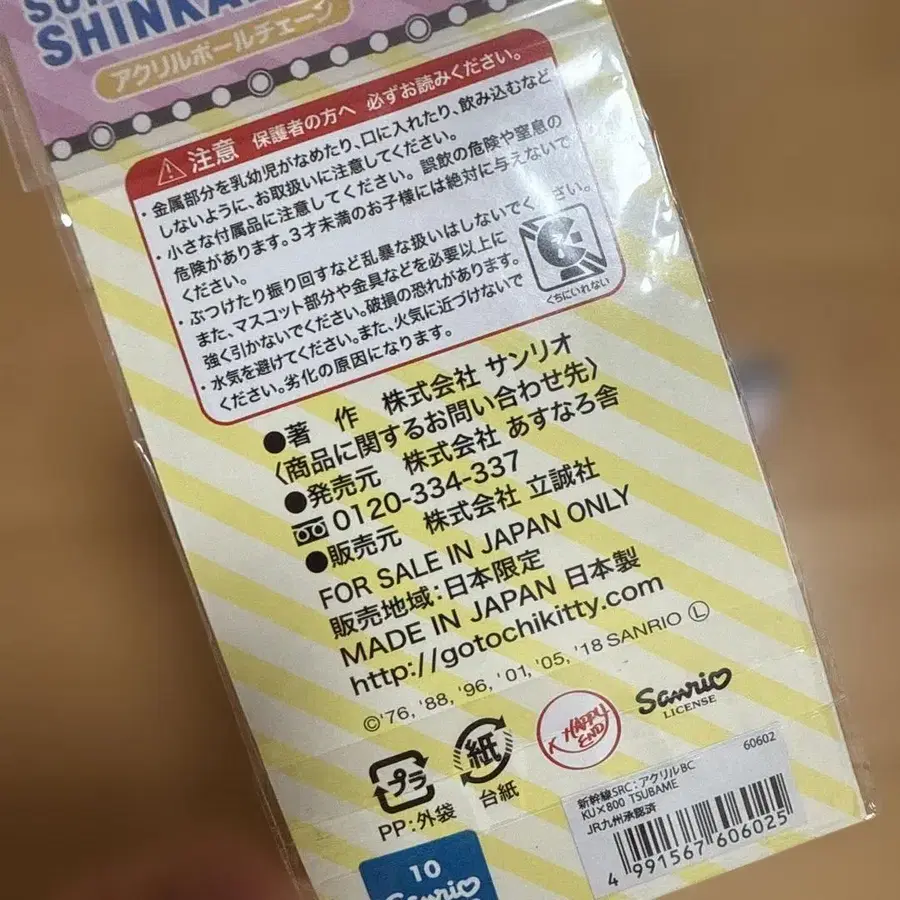 SHINKA
アクリルボールチェーン
注意 保護者の方へ 必ずお読みください。
・金属部分を乳幼児がなめたり、口に入れたり、飲み込むなど
しないように、お取扱いに注意してください。
・小さな付属品に注意してください。誤飲の危険や窒息の
危険があります。3才未満のお子様には絶対に与えないで
ください。
・ぶつけたり振り回すなど乱暴な扱いはしないでください。
また、マスコット部分や金具などを必要以上に
強く引かないでください。破損の恐れがあります。
・水気を避けてください。また、火気に近づけないで
ください。劣化の原因になります。
くちにいれない
●著 作 株式会社 サンリオ
〈商品に関するお問い合わせ先〉
●発売元 株式会社 あすなろ舎
0120-334-337
●販売元 株式会社 立誠社
FOR SALE IN JAPAN ONLY
販売地域:日本限定
MADE IN JAPAN 日本製
http://gotochikitty.com
©'76, '88, '96, '01, '05, '18 SANRIO Ⓛ
プラ
PP:外袋
紙
台紙
K HAPPY
END
Sanrio
LICENSE
60602
新幹線SRC:アクリルBC
KU×800 TSUBAME
JR九州承認済
4 991567 606025
10
Sanrio